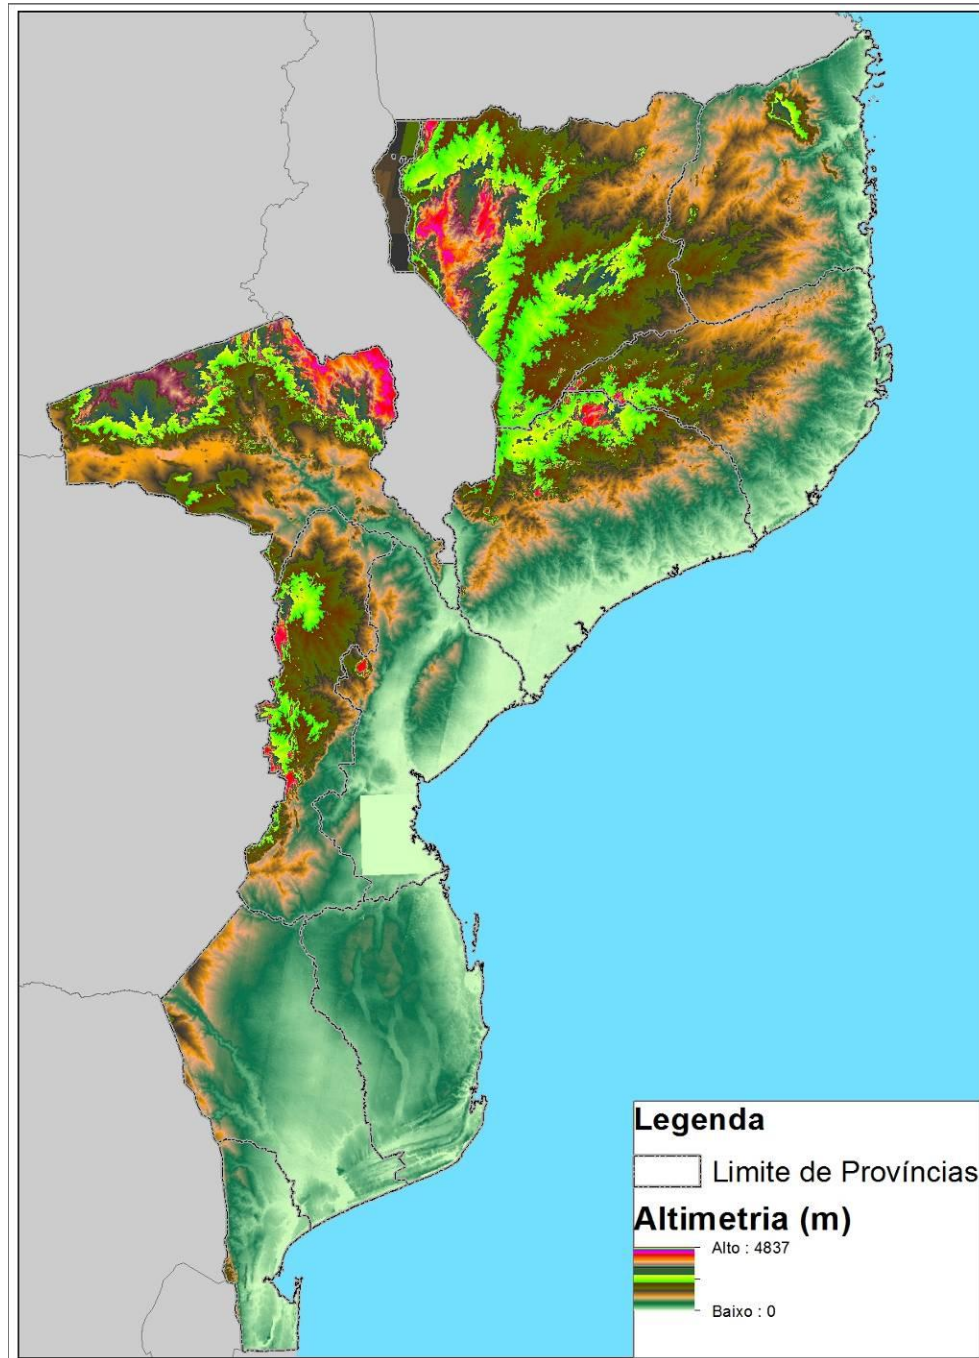 Legenda
Limite de Províncias
Altimetria (m)
Alto : 4837
Baixo : 0